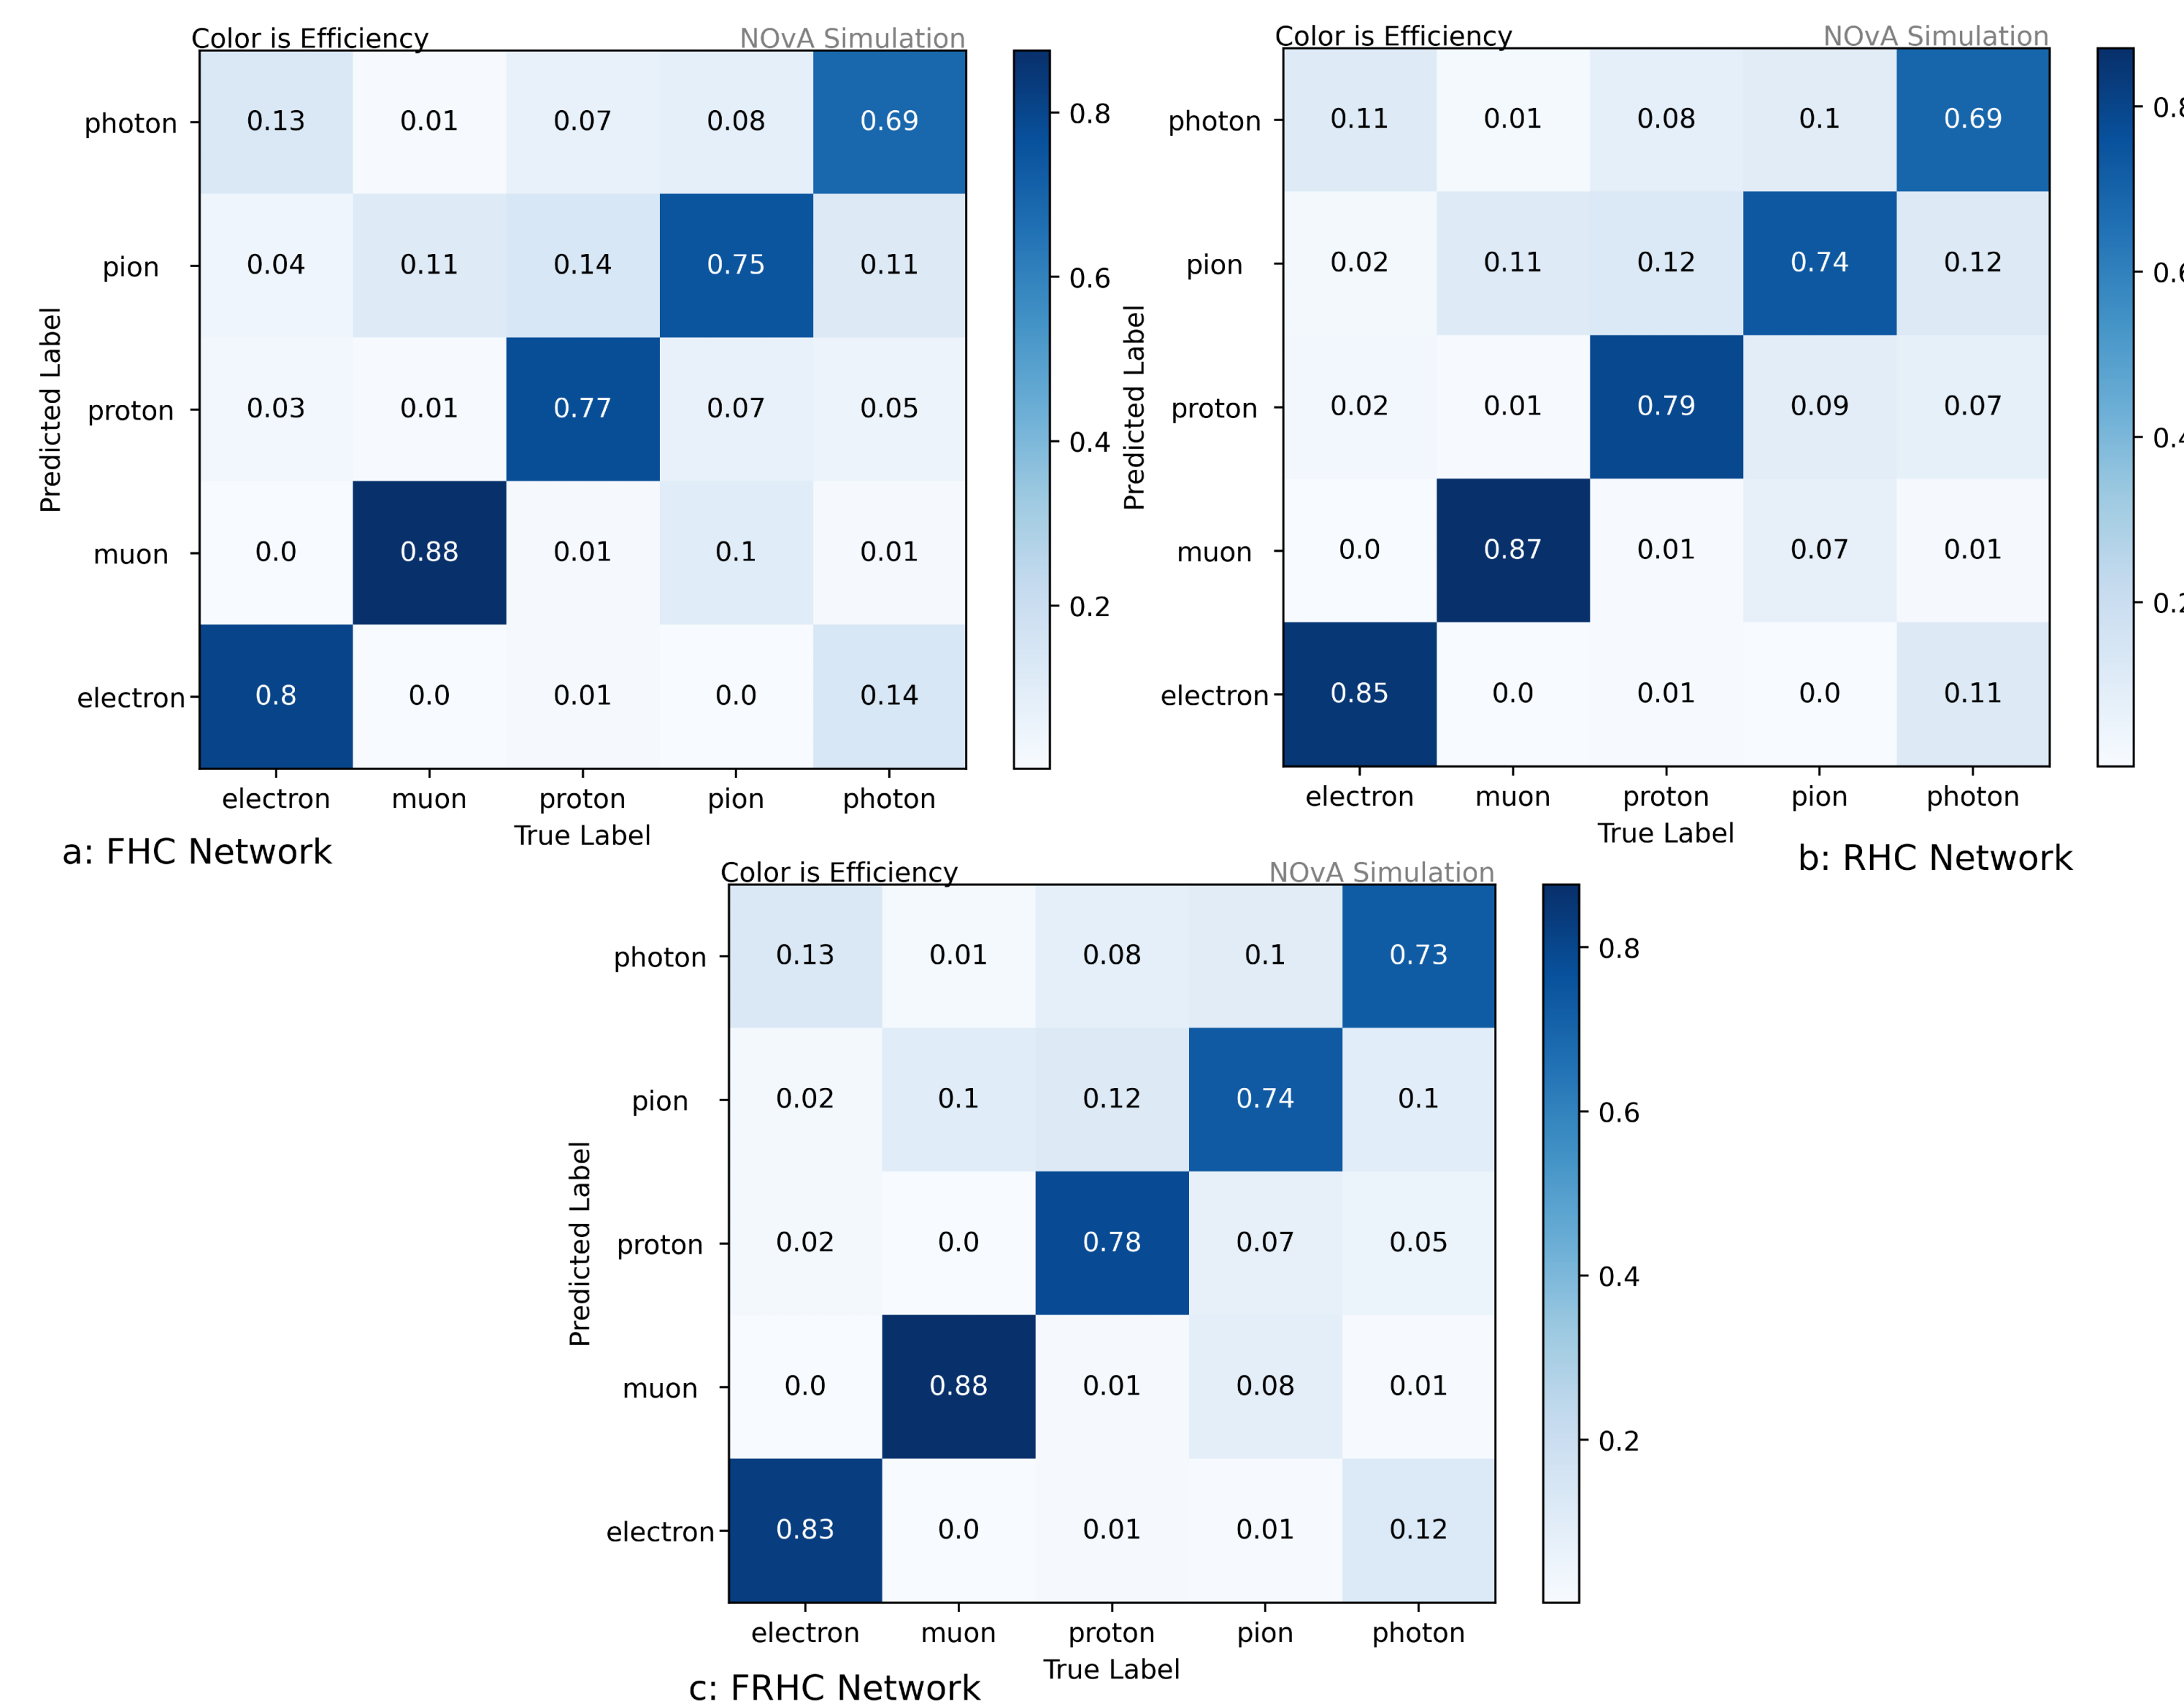 Color is Efficiency NOvA Simulation
photon 0.13 0.01 0.07 0.08 0.69
pion 0.04 0.11 0.14 0.75 0.11
proton 0.03 0.01 0.77 0.07 0.05
muon 0.0 0.88 0.01 0.1 0.01
electron 0.8 0.0 0.01 0.0 0.14
electron muon proton pion photon
True Label
Predicted Label
0.8
0.6
0.4
0.2
a: FHC Network
Color is Efficiency NOvA Simulation
photon 0.11 0.01 0.08 0.1 0.69
pion 0.02 0.11 0.12 0.74 0.12
proton 0.02 0.01 0.79 0.09 0.07
muon 0.0 0.87 0.01 0.07 0.01
electron 0.85 0.0 0.01 0.0 0.11
electron muon proton pion photon
True Label
Predicted Label
0.8
0.6
0.4
0.2
b: RHC Network
Color is Efficiency NOvA Simulation
photon 0.13 0.01 0.08 0.1 0.73
pion 0.02 0.1 0.12 0.74 0.1
proton 0.02 0.0 0.78 0.07 0.05
muon 0.0 0.88 0.01 0.08 0.01
electron 0.83 0.0 0.01 0.01 0.12
electron muon proton pion photon
True Label
Predicted Label
0.8
0.6
0.4
0.2
c: FRHC Network